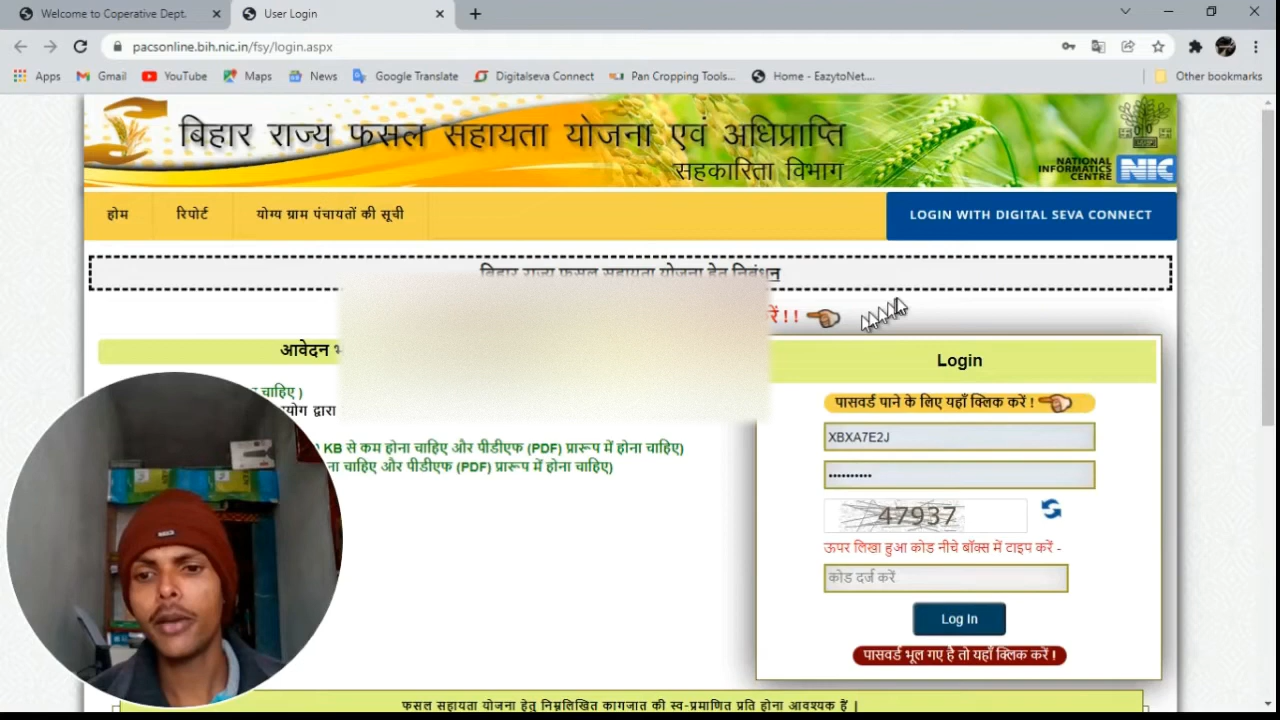 Welcome to Coperative Dept.
User Login
pacsonline.bih.nic.in/fsy/login.aspx
Apps Gmail YouTube Maps News Google Translate Digitalseva Connect Pan Cropping Tools... Home - EazytoNet.... Other bookmarks
बिहार राज्य फसल सहायता योजना एवं अधिप्राप्ति
सहकारिता विभाग
NATIONAL
INFORMATICS
CENTRE
NIC
होम रिपोर्ट योग्य ग्राम पंचायतों की सूची LOGIN WITH DIGITAL SEVA CONNECT
बिहार राज्य फसल सहायता योजना हेतु निबंधन
रें ! !
आवेदन
चाहिए )
द्वारा
KB से कम होना चाहिए और पीडीएफ (PDF) प्रारूप में होना चाहिए)
चाहिए और पीडीएफ (PDF) प्रारूप में होना चाहिए)
Login
पासवर्ड पाने के लिए यहाँ क्लिक करें !
XBXA7E2J
••••••••••
47937
ऊपर लिखा हुआ कोड नीचे बॉक्स में टाइप करें -
कोड दर्ज करें
Log In
पासवर्ड भूल गए है तो यहाँ क्लिक करें !
फसल सहायता योजना हेतु निम्नलिखित कागजात की स्व-प्रमाणित प्रति होना आवश्यक हैं |